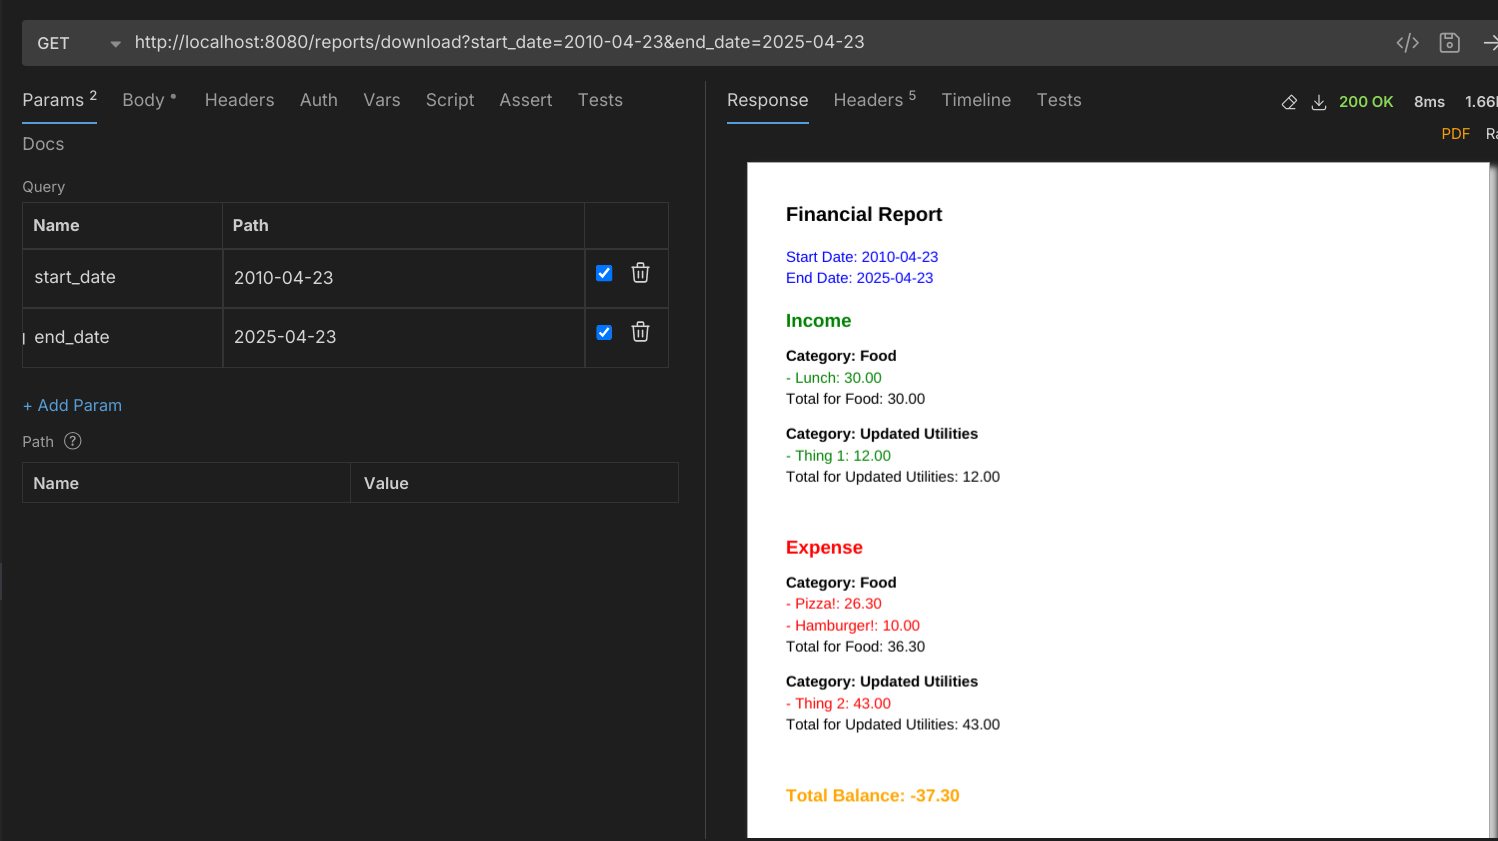 GET http://localhost:8080/reports/download?start_date=2010-04-23&end_date=2025-04-23 </>
Params 2 Body Headers Auth Vars Script Assert Tests
Docs
Query
Name Path
start_date 2010-04-23
end_date 2025-04-23
+ Add Param
Path ?
Name Value
Response Headers 5 Timeline Tests 200 OK 8ms 1.66
PDF
Financial Report
Start Date: 2010-04-23
End Date: 2025-04-23
Income
Category: Food
- Lunch: 30.00
Total for Food: 30.00
Category: Updated Utilities
- Thing 1: 12.00
Total for Updated Utilities: 12.00
Expense
Category: Food
- Pizza!: 26.30
- Hamburger!: 10.00
Total for Food: 36.30
Category: Updated Utilities
- Thing 2: 43.00
Total for Updated Utilities: 43.00
Total Balance: -37.30